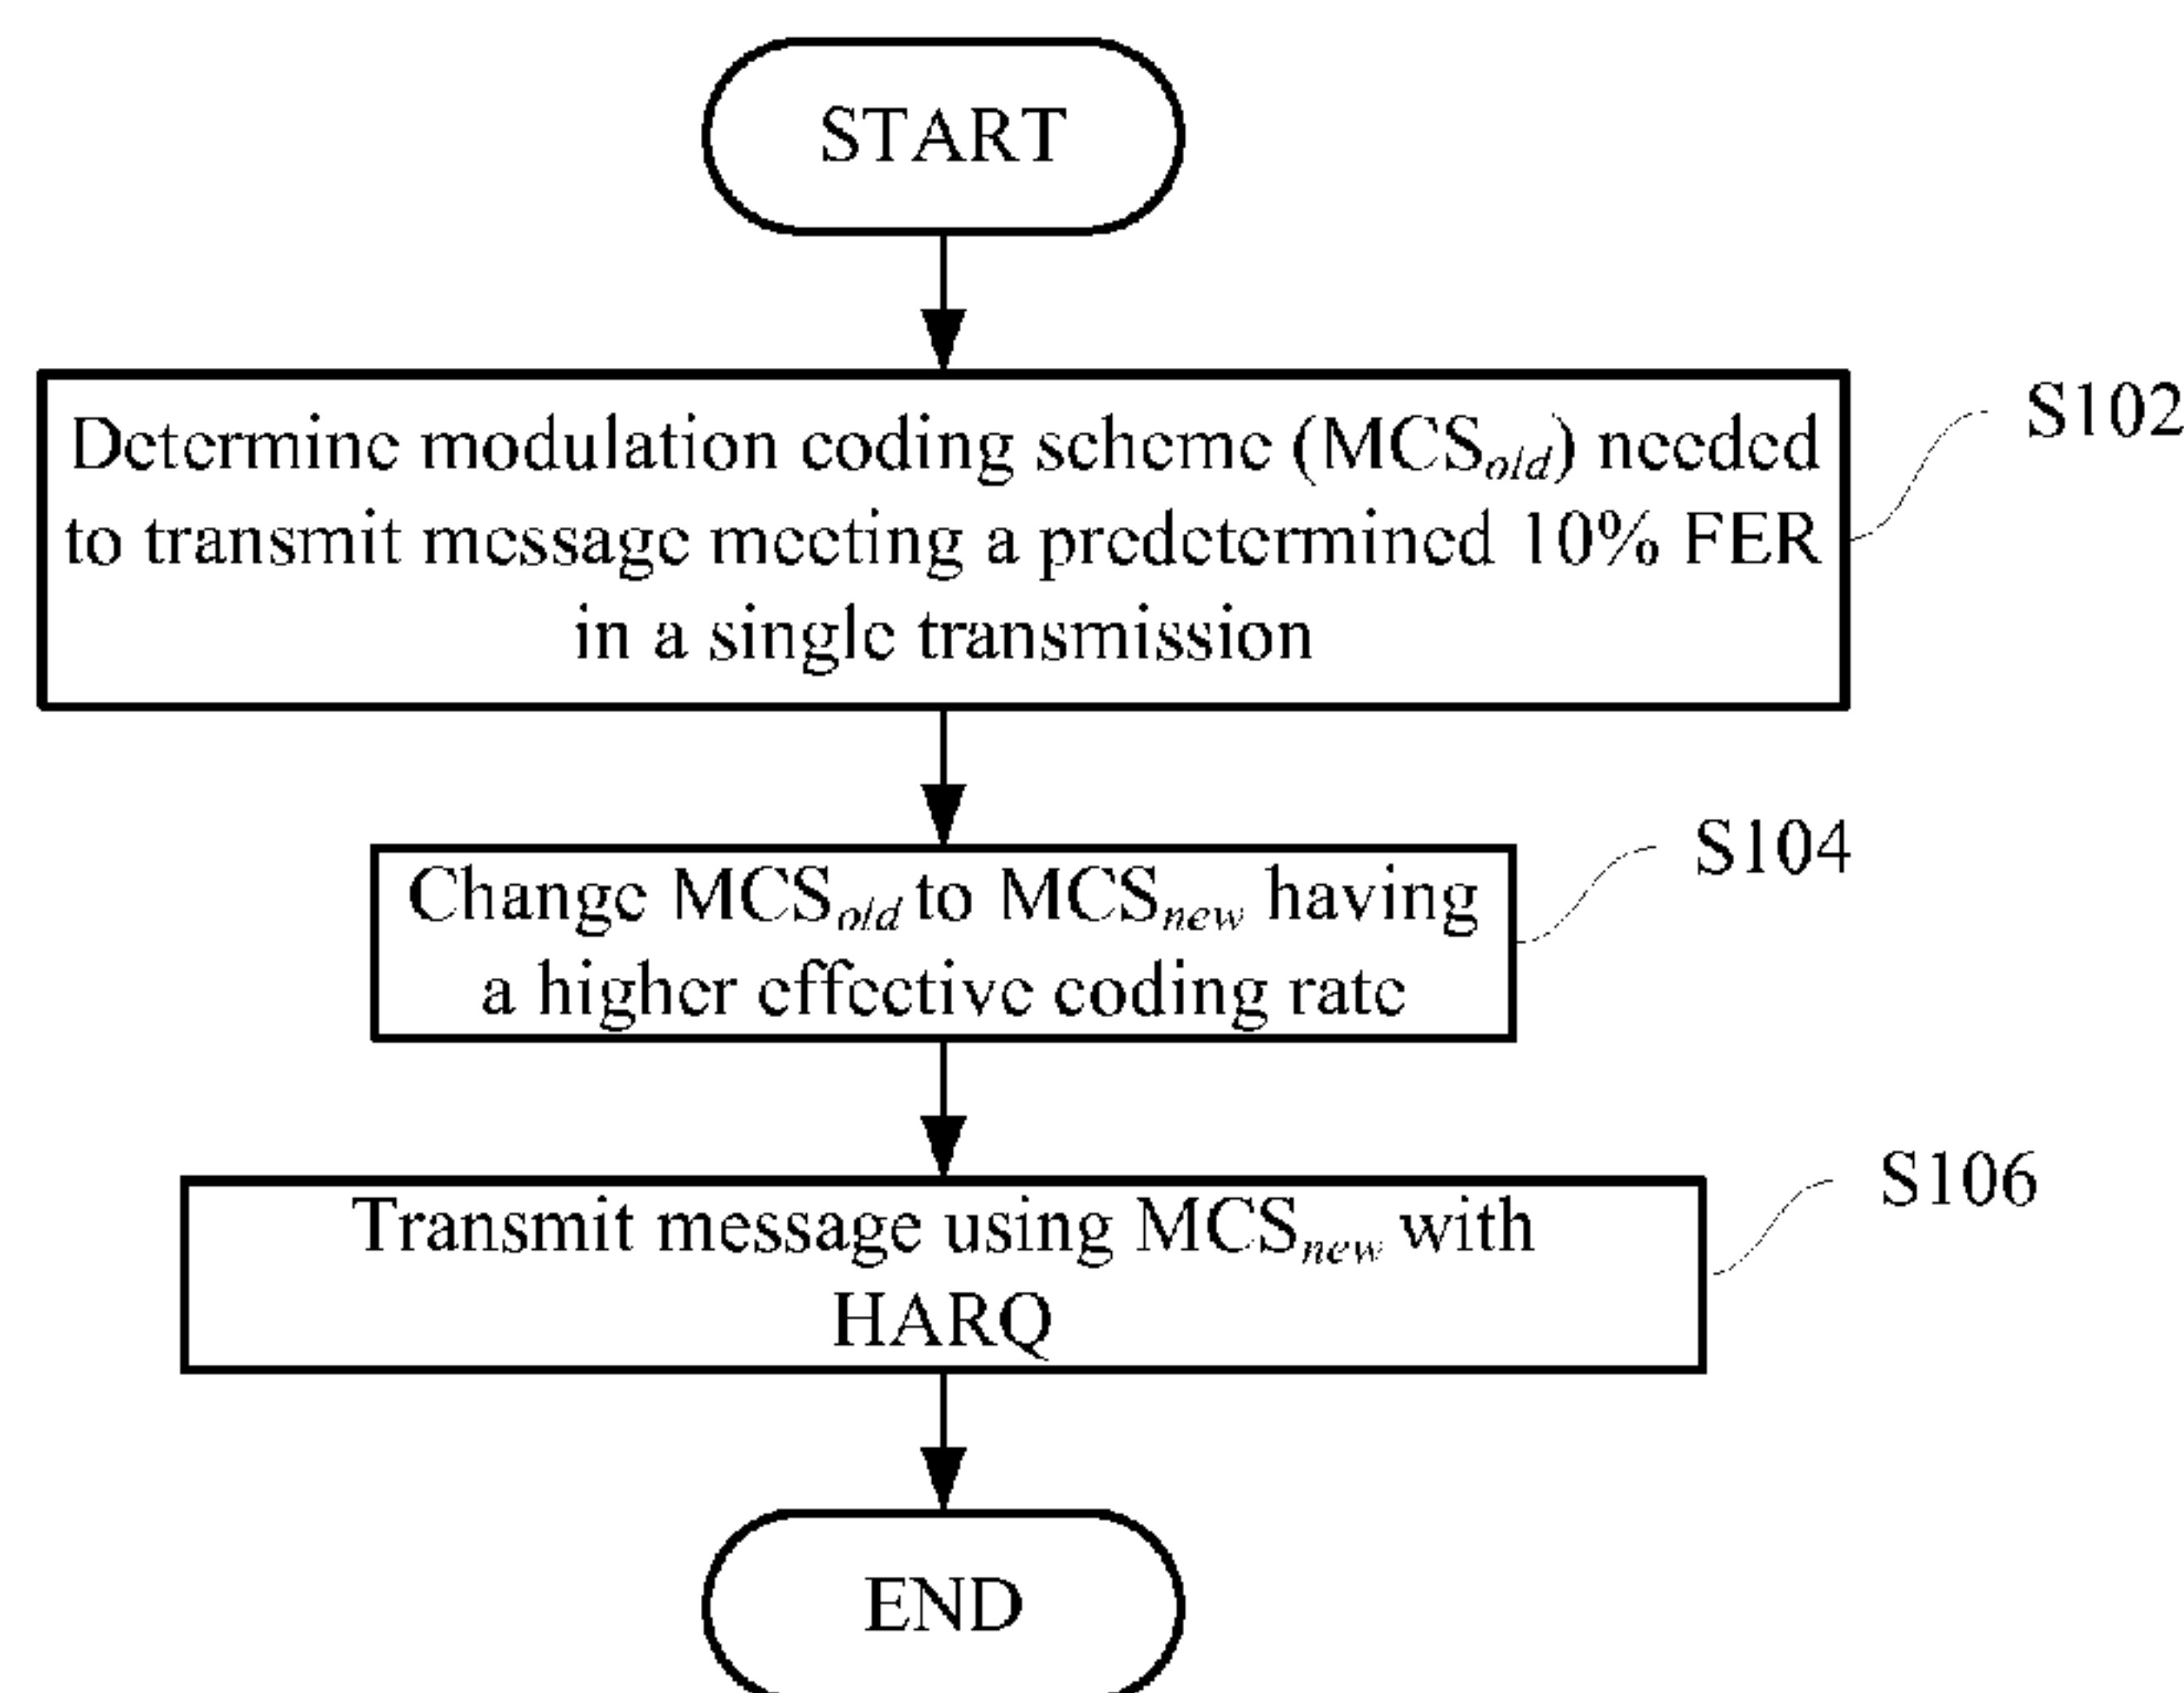 START
Determine modulation coding scheme (MCSold) needed
S102
to transmit message meeting a predetermined 10% FER
in a single transmission
S104
Change MCSold to MCSnew having
a higher effective coding rate
S106
Transmit message using MCSnew with
HARQ
END